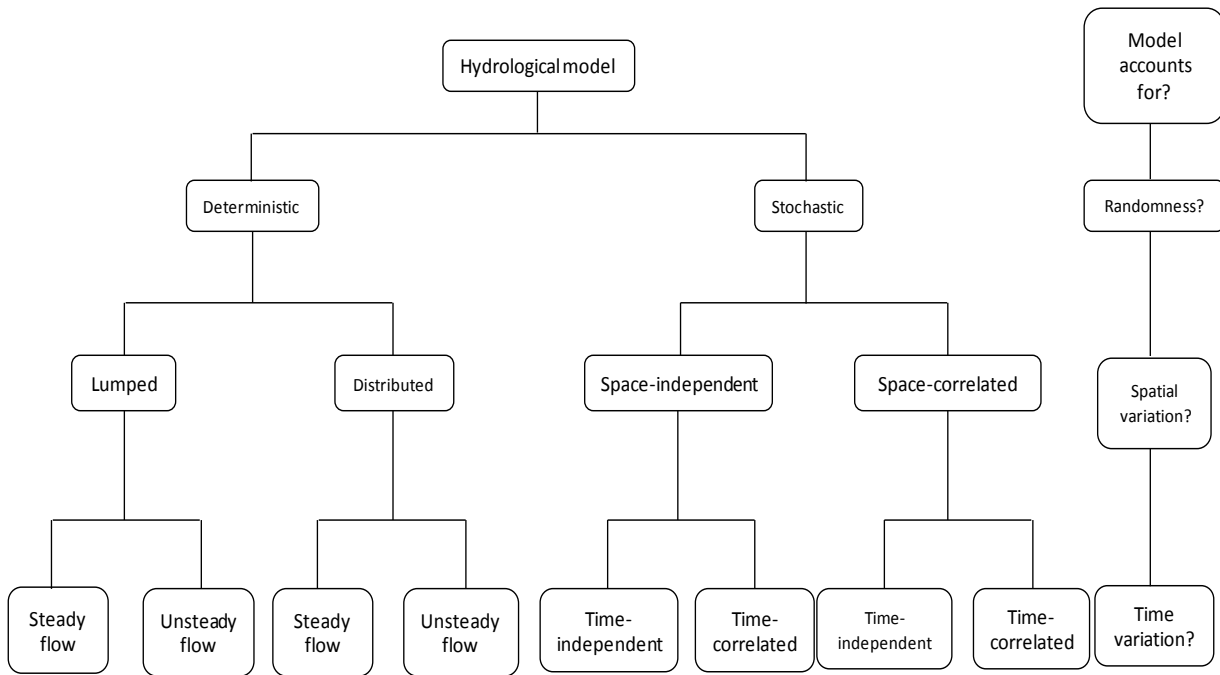 Hydrological model
Model
accounts
for?
Deterministic
Stochastic
Randomness?
Lumped
Distributed
Space-independent
Space-correlated
Spatial
variation?
Steady
flow
Unsteady
flow
Steady
flow
Unsteady
flow
Time-
independent
Time-
correlated
Time-
independent
Time-
correlated
Time
variation?